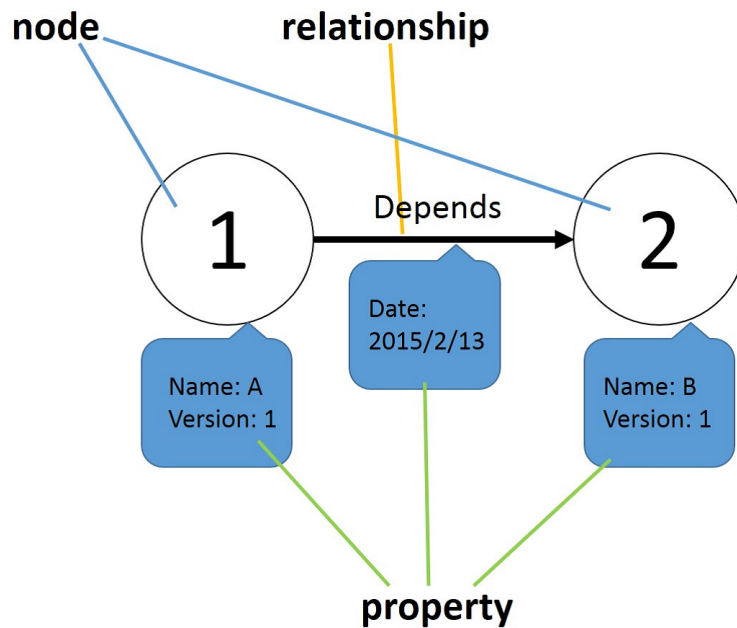 node
relationship
1
Depends
2
Date:
2015/2/13
Name: A
Version: 1
Name: B
Version: 1
property